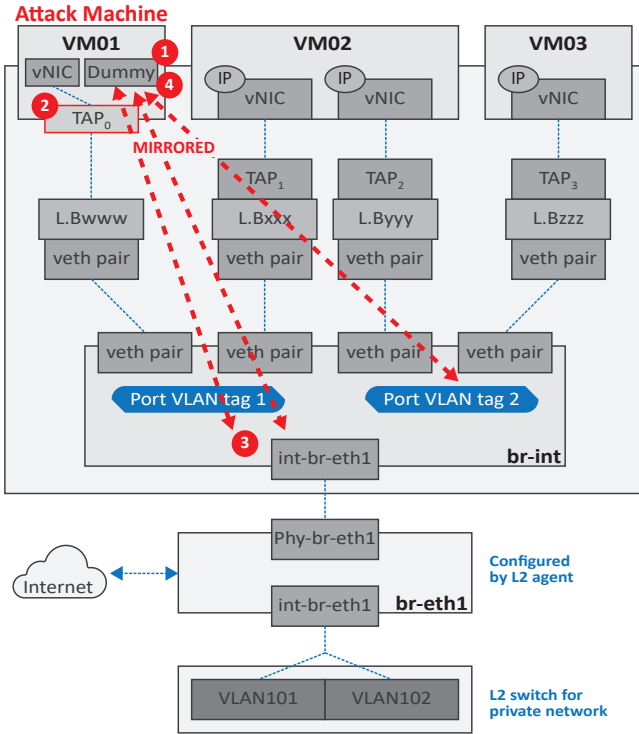 Attack Machine
VM01
VM02
VM03
1
vNIC
Dummy
IP
vNIC
IP
vNIC
IP
vNIC
4
2
TAP0
MIRRORED
TAP1
TAP2
TAP3
L.Bwww
L.Bxxx
L.Byyy
L.Bzzz
veth pair
veth pair
veth pair
veth pair
veth pair
veth pair
veth pair
veth pair
Port VLAN tag 1
Port VLAN tag 2
3
int-br-eth1
br-int
Phy-br-eth1
Internet
Configured
by L2 agent
int-br-eth1
br-eth1
VLAN101
VLAN102
L2 switch for
private network